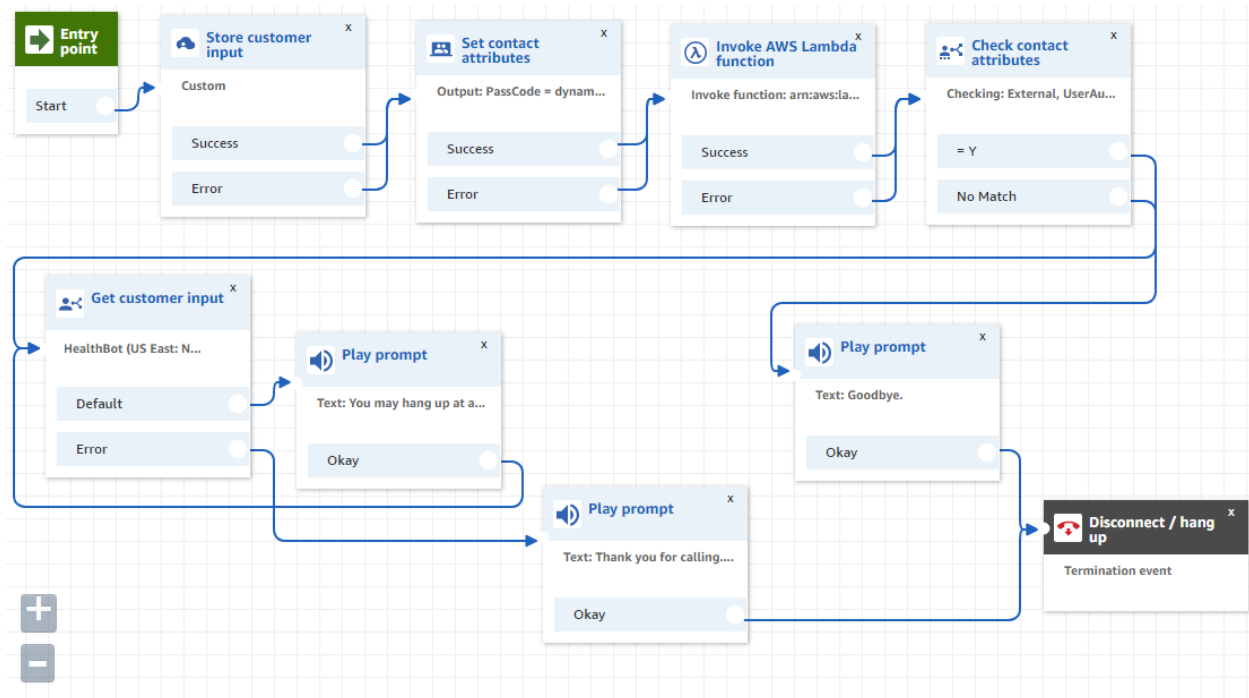 Entry
point
Start
x
Store customer
input
Custom
Success
Error
x
Set contact
attributes
Output: PassCode = dynam...
Success
Error
x
Invoke AWS Lambda
function
Invoke function: arn:aws:la...
Success
Error
x
Check contact
attributes
Checking: External, UserAu...
= Y
No Match
x
Get customer input
HealthBot (US East: N...
Default
Error
x
Play prompt
Text: You may hang up at a...
Okay
x
Play prompt
Text: Goodbye.
Okay
x
Play prompt
Text: Thank you for calling....
Okay
x
Disconnect / hang
up
Termination event